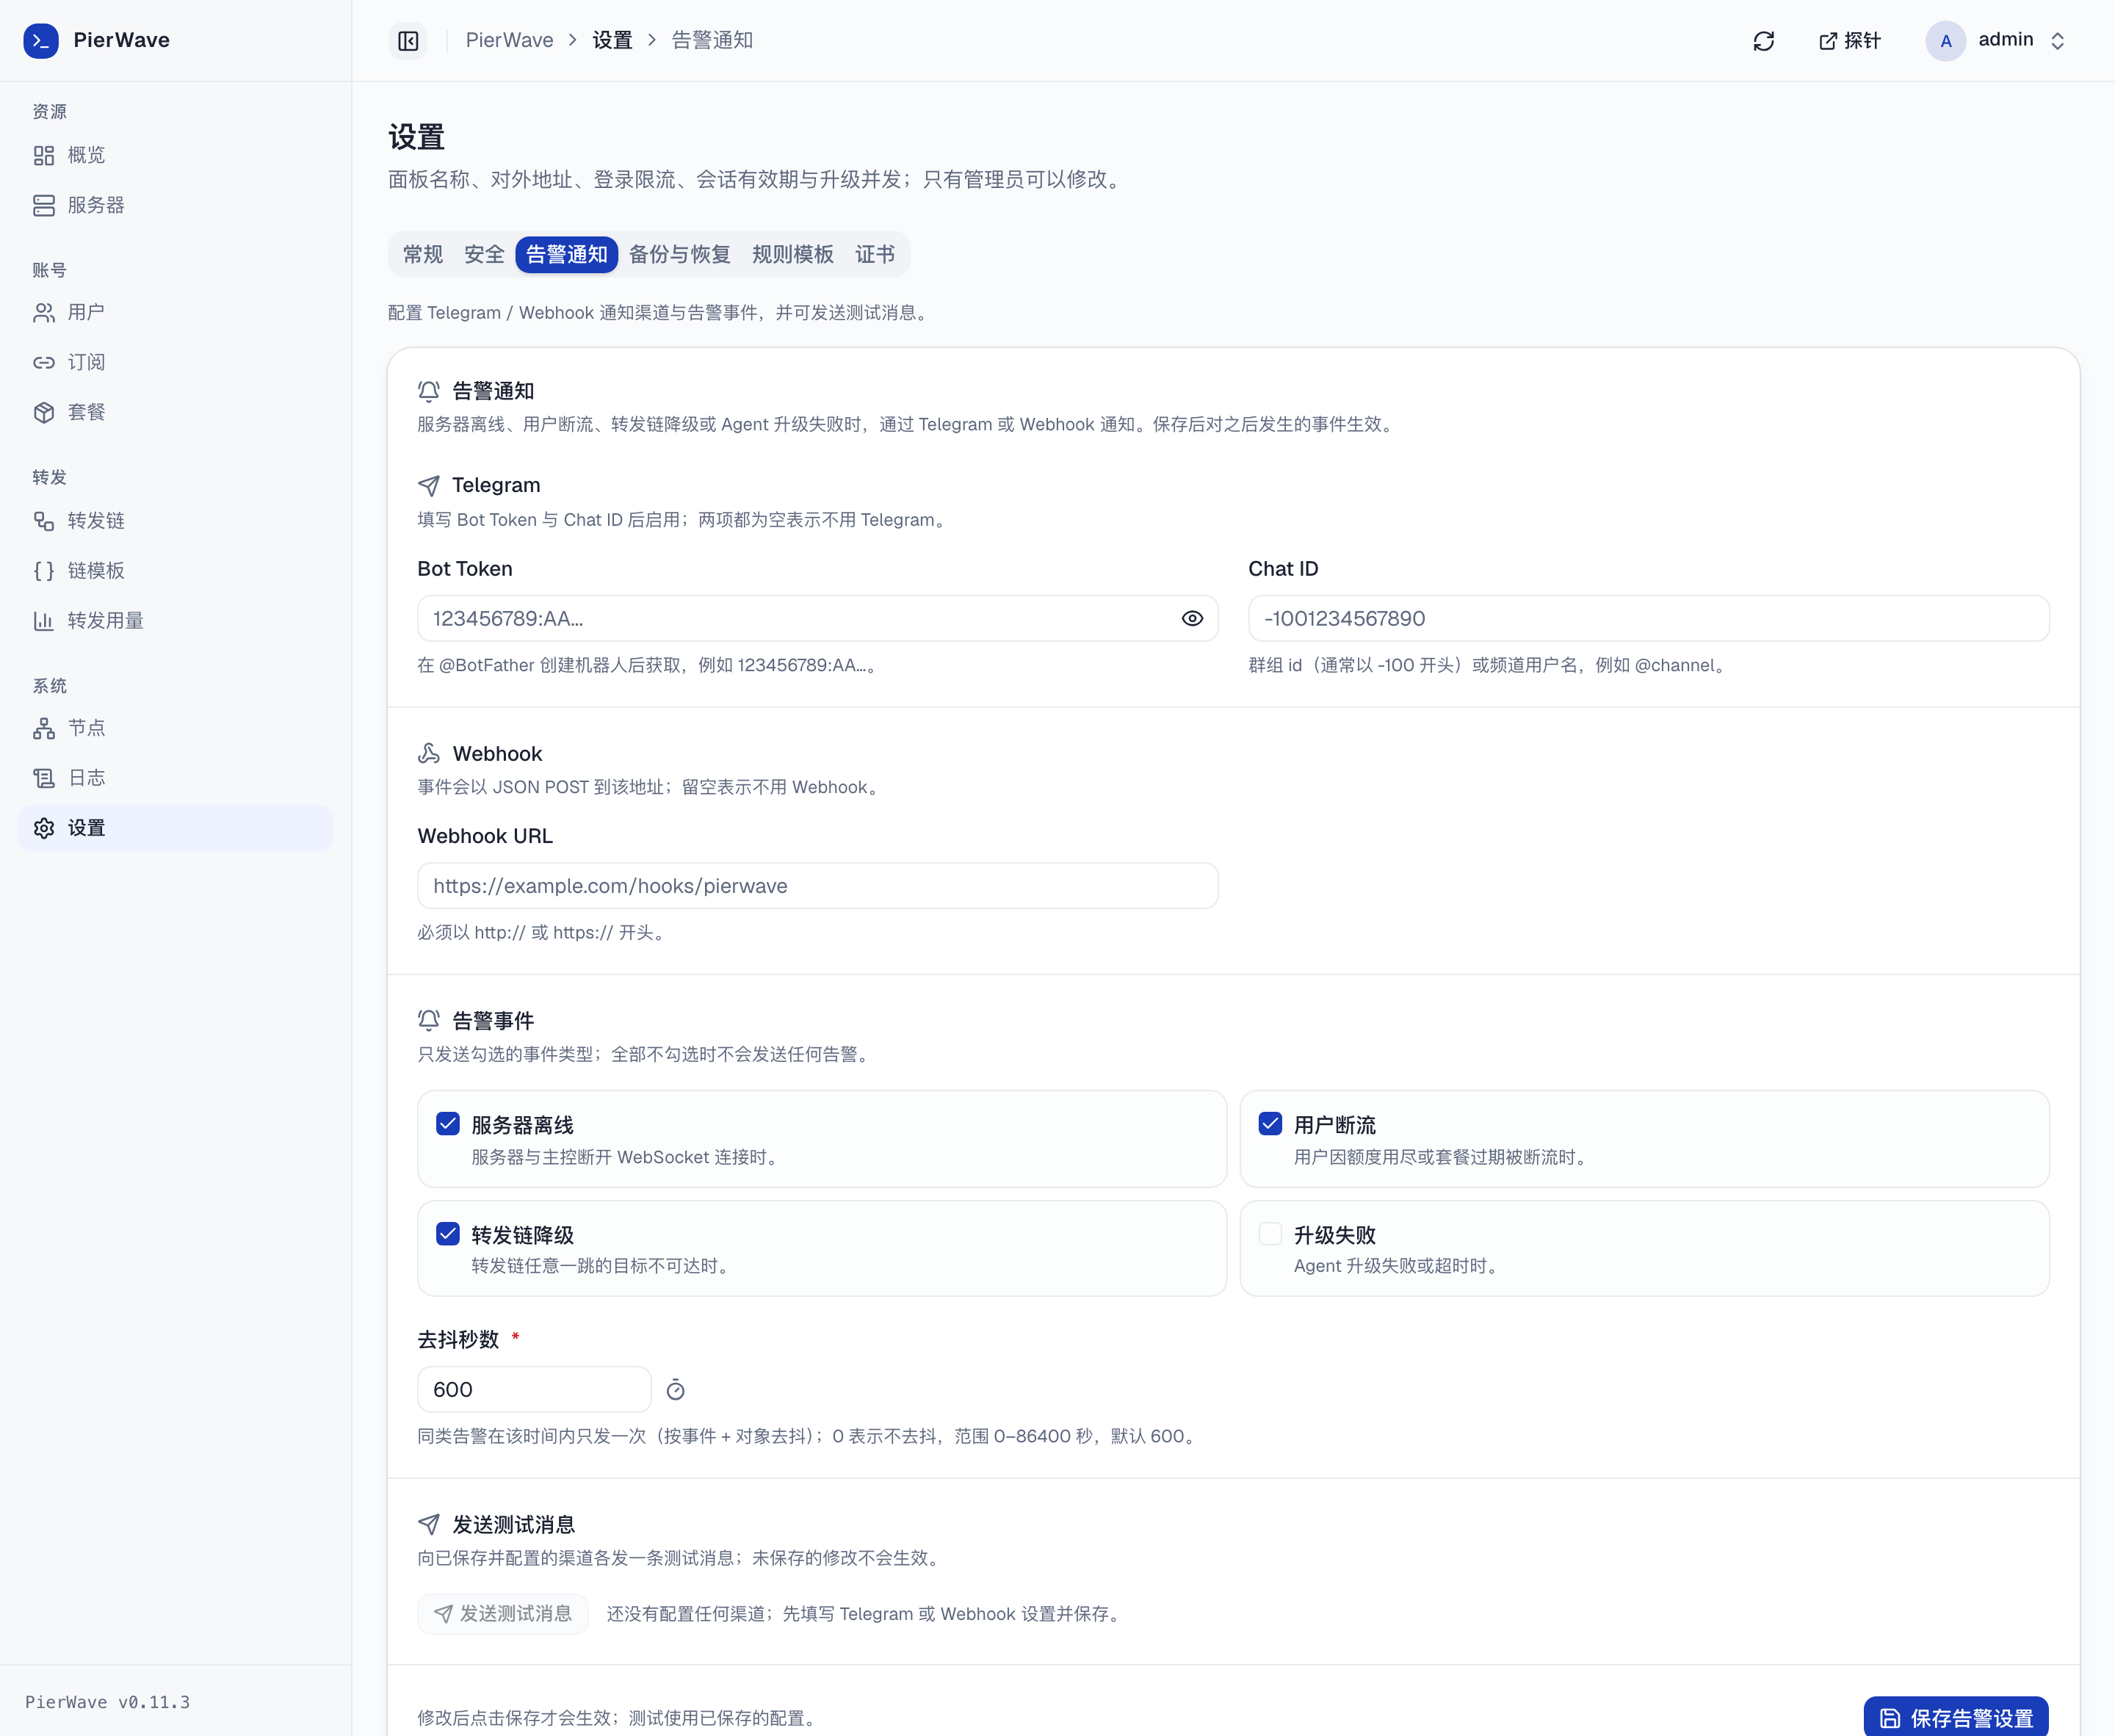 PierWave
PierWave > 设置 > 告警通知
探针
A
admin
资源
概览
服务器
账号
用户
订阅
套餐
转发
转发链
链模板
转发用量
系统
节点
日志
设置
PierWave v0.11.3
设置
面板名称、对外地址、登录限流、会话有效期与升级并发；只有管理员可以修改。
常规 安全 告警通知 备份与恢复 规则模板 证书
配置 Telegram / Webhook 通知渠道与告警事件，并可发送测试消息。
告警通知
服务器离线、用户断流、转发链降级或 Agent 升级失败时，通过 Telegram 或 Webhook 通知。保存后对之后发生的事件生效。
Telegram
填写 Bot Token 与 Chat ID 后启用；两项都为空表示不用 Telegram。
Bot Token
123456789:AA...
在 @BotFather 创建机器人后获取，例如 123456789:AA...。
Chat ID
-1001234567890
群组 id（通常以 -100 开头）或频道用户名，例如 @channel。
Webhook
事件会以 JSON POST 到该地址；留空表示不用 Webhook。
Webhook URL
https://example.com/hooks/pierwave
必须以 http:// 或 https:// 开头。
告警事件
只发送勾选的事件类型；全部不勾选时不会发送任何告警。
服务器离线
服务器与主控断开 WebSocket 连接时。
用户断流
用户因额度用尽或套餐过期被断流时。
转发链降级
转发链任意一跳的目标不可达时。
升级失败
Agent 升级失败或超时时。
去抖秒数 *
600
同类告警在该时间内只发一次（按事件 + 对象去抖）；0 表示不去抖，范围 0–86400 秒，默认 600。
发送测试消息
向已保存并配置的渠道各发一条测试消息；未保存的修改不会生效。
发送测试消息
还没有配置任何渠道；先填写 Telegram 或 Webhook 设置并保存。
修改后点击保存才会生效；测试使用已保存的配置。
保存告警设置